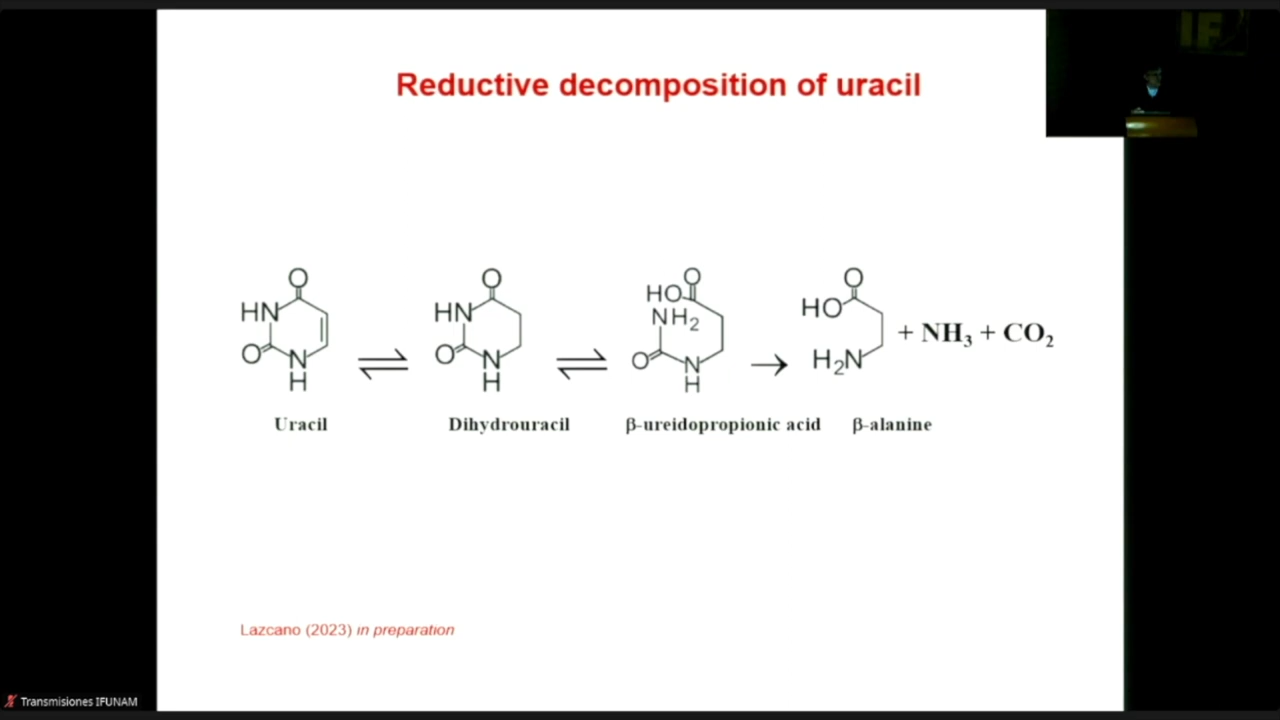 IF
Reductive decomposition of uracil
O HN O N H
O HN O N H
O HO NH₂ O N H
O HO H₂N + NH₃ + CO₂
Uracil Dihydrouracil β-ureidopropionic acid β-alanine
Lazcano (2023) in preparation
Transmisiones IFUNAM